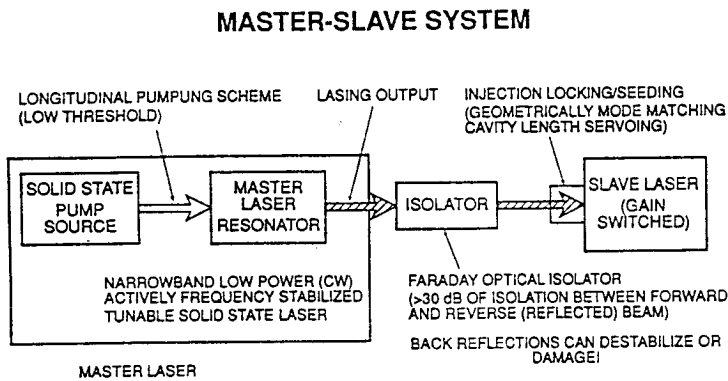 MASTER-SLAVE SYSTEM
LONGITUDINAL PUMPUNG SCHEME
(LOW THRESHOLD)
LASING OUTPUT
INJECTION LOCKING/SEEDING
(GEOMETRICALLY MODE MATCHING
CAVITY LENGTH SERVOING)
SOLID STATE
PUMP
SOURCE
MASTER
LASER
RESONATOR
ISOLATOR
SLAVE LASER
(GAIN
SWITCHED)
NARROWBAND LOW POWER (CW)
ACTIVELY FREQUENCY STABILIZED
TUNABLE SOLID STATE LASER
FARADAY OPTICAL ISOLATOR
(>30 dB OF ISOLATION BETWEEN FORWARD
AND REVERSE (REFLECTED) BEAM)
BACK REFLECTIONS CAN DESTABILIZE OR
DAMAGE!
MASTER LASER